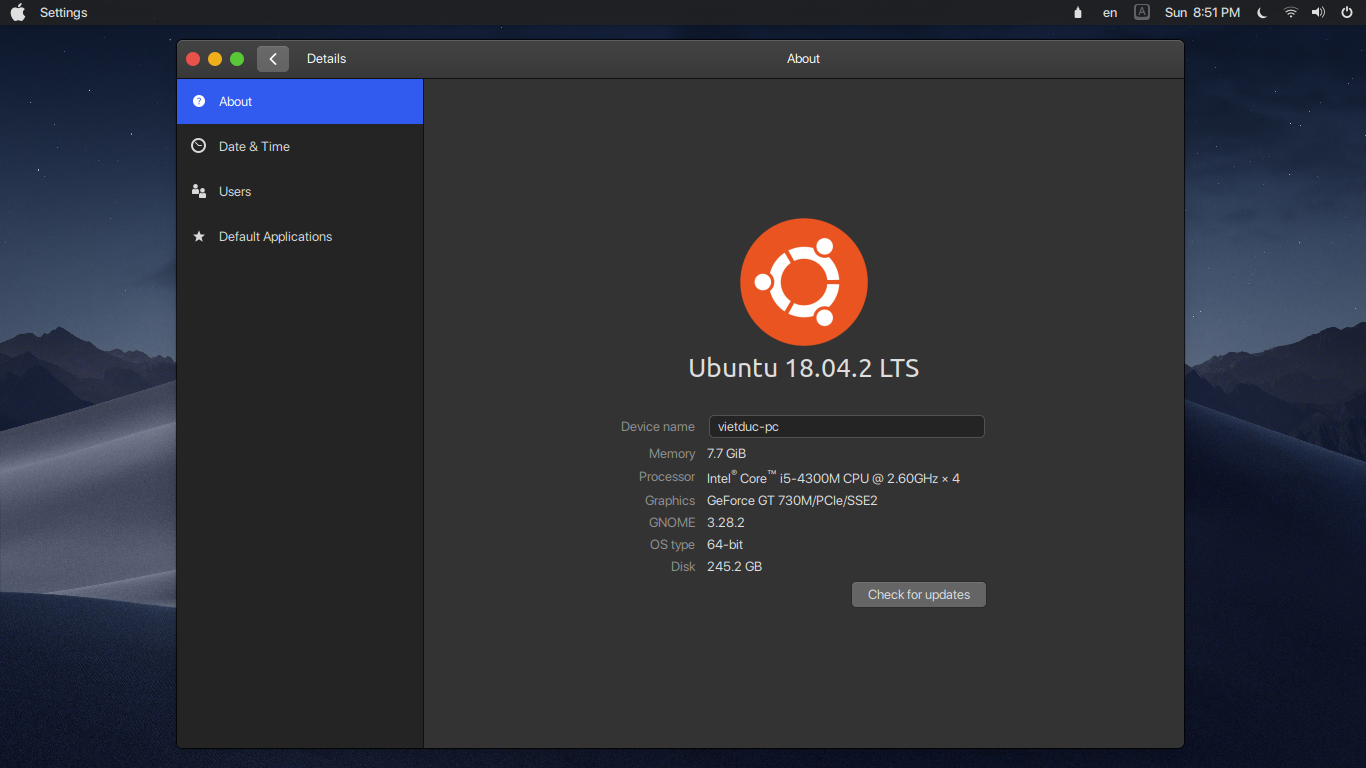 Settings
en
A
Sun 8:51 PM
Details
About
About
Date & Time
Users
Default Applications
Ubuntu 18.04.2 LTS
Device name vietduc-pc
Memory 7.7 GiB
Processor Intel® Core™ i5-4300M CPU @ 2.60GHz × 4
Graphics GeForce GT 730M/PCIe/SSE2
GNOME 3.28.2
OS type 64-bit
Disk 245.2 GB
Check for updates